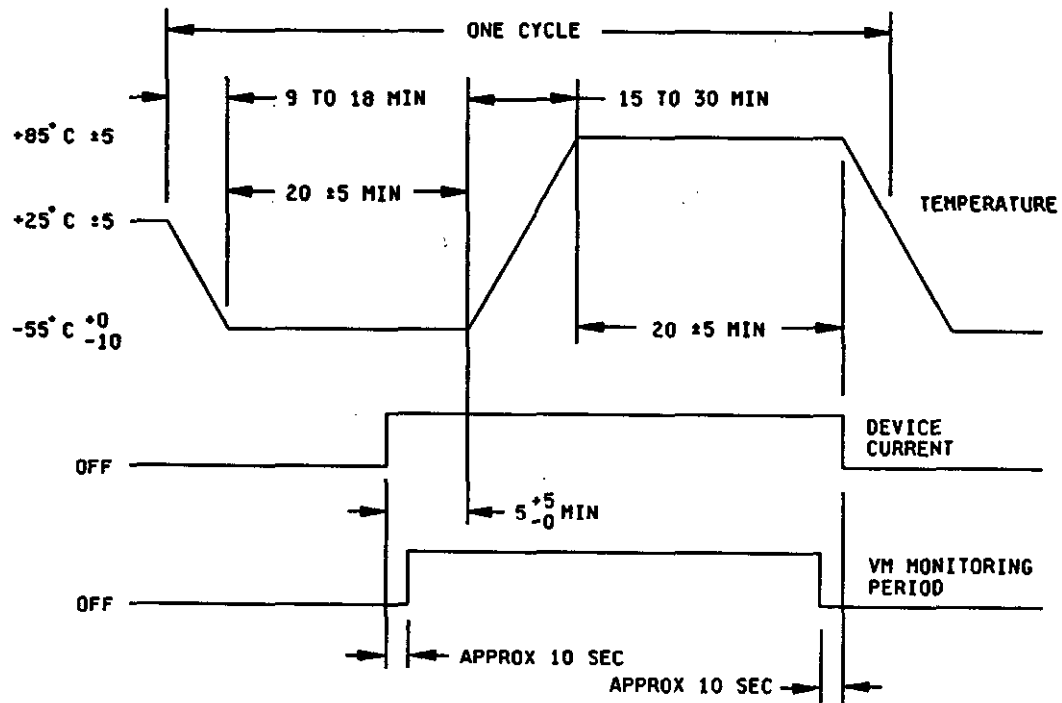 ONE CYCLE
9 TO 18 MIN
15 TO 30 MIN
+85°C ±5
20 ±5 MIN
+25°C ±5
TEMPERATURE
-55°C +0 -10
20 ±5 MIN
DEVICE
CURRENT
OFF
5 +5 -0 MIN
VM MONITORING
PERIOD
OFF
APPROX 10 SEC
APPROX 10 SEC